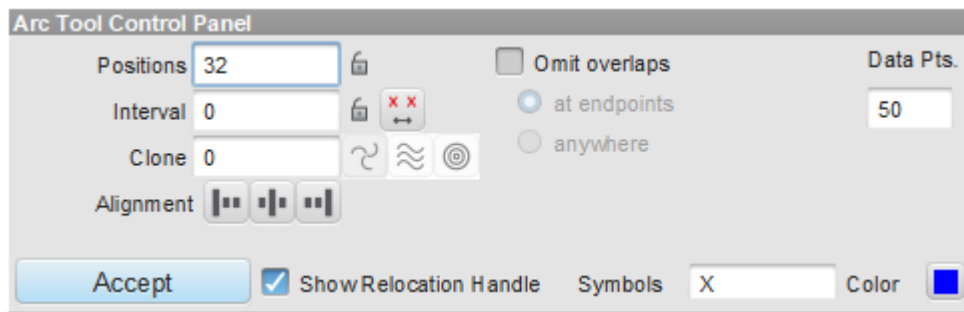 Arc Tool Control Panel
Positions 32 Omit overlaps Data Pts.
Interval 0 at endpoints 50
Clone 0 anywhere
Alignment
Accept Show Relocation Handle Symbols X Color